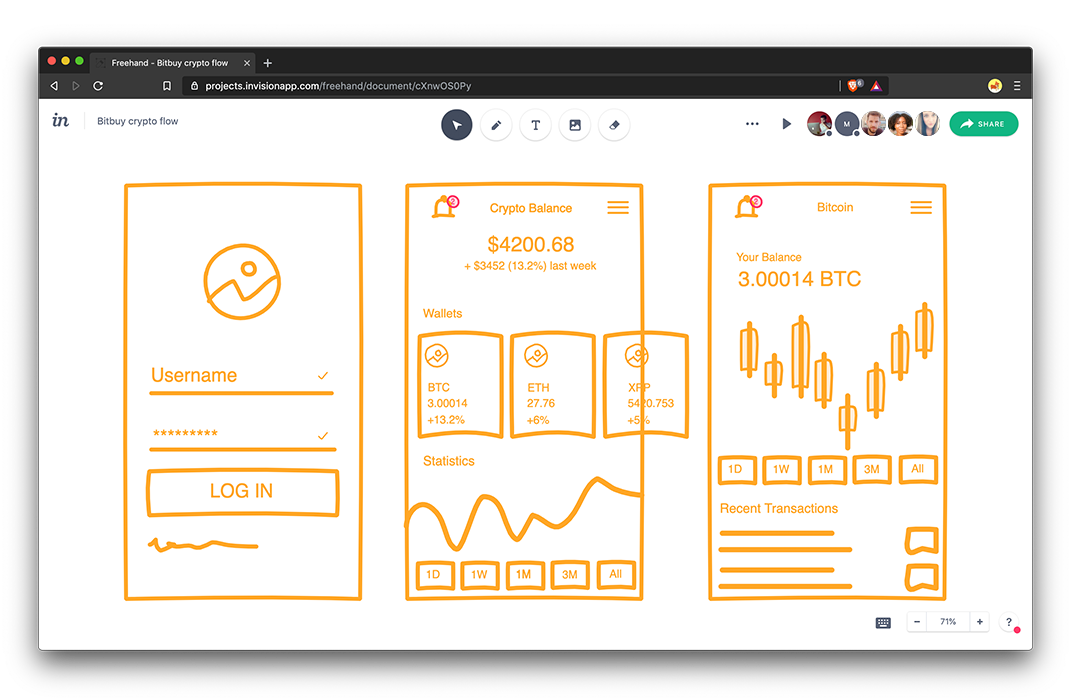 Freehand - Bitbuy crypto flow
projects.invisionapp.com/freehand/document/cXnwOS0Py
6
in
Bitbuy crypto flow
T
M
SHARE
Username
*********
LOG IN
2
Crypto Balance
$4200.68
+ $3452 (13.2%) last week
Wallets
BTC
3.00014
+13.2%
ETH
27.76
+6%
XRP
5420.753
+5%
Statistics
1D
1W
1M
3M
All
2
Bitcoin
Your Balance
3.00014 BTC
1D
1W
1M
3M
All
Recent Transactions
71%
?